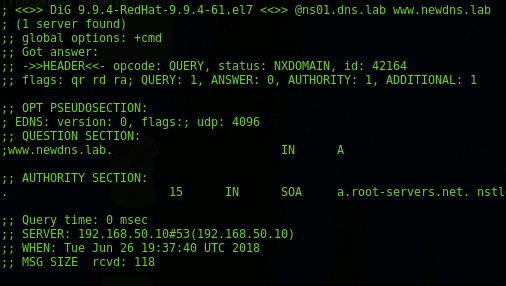 ; <<>> DiG 9.9.4-RedHat-9.9.4-61.el7 <<>> @ns01.dns.lab www.newdns.lab
; (1 server found)
;; global options: +cmd
;; Got answer:
;; ->>HEADER<<- opcode: QUERY, status: NXDOMAIN, id: 42164
;; flags: qr rd ra; QUERY: 1, ANSWER: 0, AUTHORITY: 1, ADDITIONAL: 1
;; OPT PSEUDOSECTION:
; EDNS: version: 0, flags:; udp: 4096
;; QUESTION SECTION:
;www.newdns.lab. IN A
;; AUTHORITY SECTION:
. 15 IN SOA a.root-servers.net. nstl
;; Query time: 0 msec
;; SERVER: 192.168.50.10#53(192.168.50.10)
;; WHEN: Tue Jun 26 19:37:40 UTC 2018
;; MSG SIZE rcvd: 118